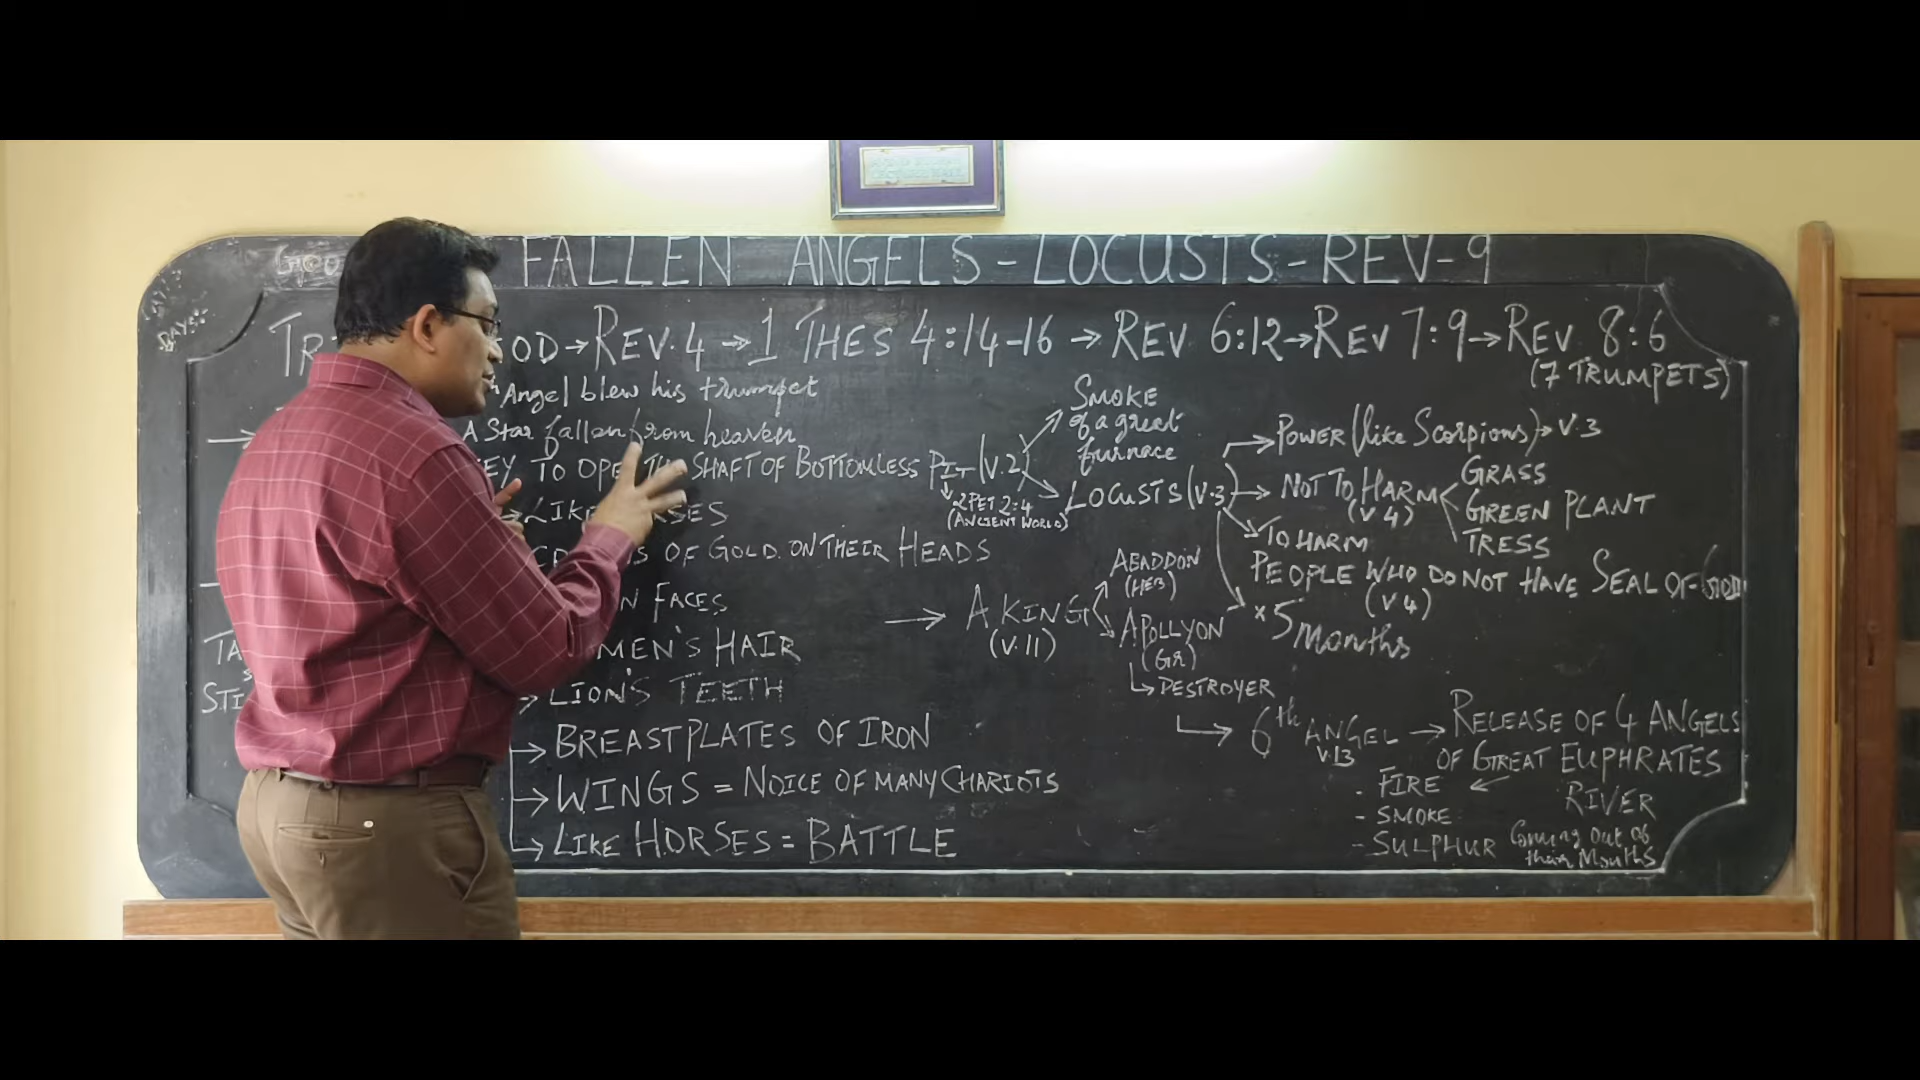 FALLEN ANGELS - LOCUSTS - REV-9
DAYS:-
OD → REV. 4 → 1 THES 4:14-16 → REV 6:12 → REV 7:9 → REV 8:6
(7 TRUMPETS)
Angel blew his trumpet
A Star fallen from heaven
TO OPE SHAFT OF BOTTOMLESS PIT (V.2)
2 PET 2:4
(ANCIENT WORLD)
SMOKE
of a great
furnace
LOCUSTS (V.3)
→ POWER (like Scorpions) → V.3
→ NOT TO HARM
(V 4)
GRASS
GREEN PLANT
TRESS
→ TO HARM
PEOPLE WHO DO NOT HAVE SEAL OF GOD
(V 4)
* 5 Months
→ LIKE SES
S OF GOLD ON THEIR HEADS
N FACES
MEN'S HAIR
→ LION'S TEETH
→ BREASTPLATES OF IRON
→ WINGS = NOICE OF MANY CHARIOTS
→ LIKE HORSES = BATTLE
TA
STI
→ A KING
(V.11)
ABADDON
(HEB)
APOLLYON
(GR)
→ DESTROYER
→ 6th ANGEL → RELEASE OF 4 ANGELS
V.13
OF GREAT EUPHRATES
RIVER
- FIRE ←
- SMOKE
- SULPHUR Coming out of
their Mouths